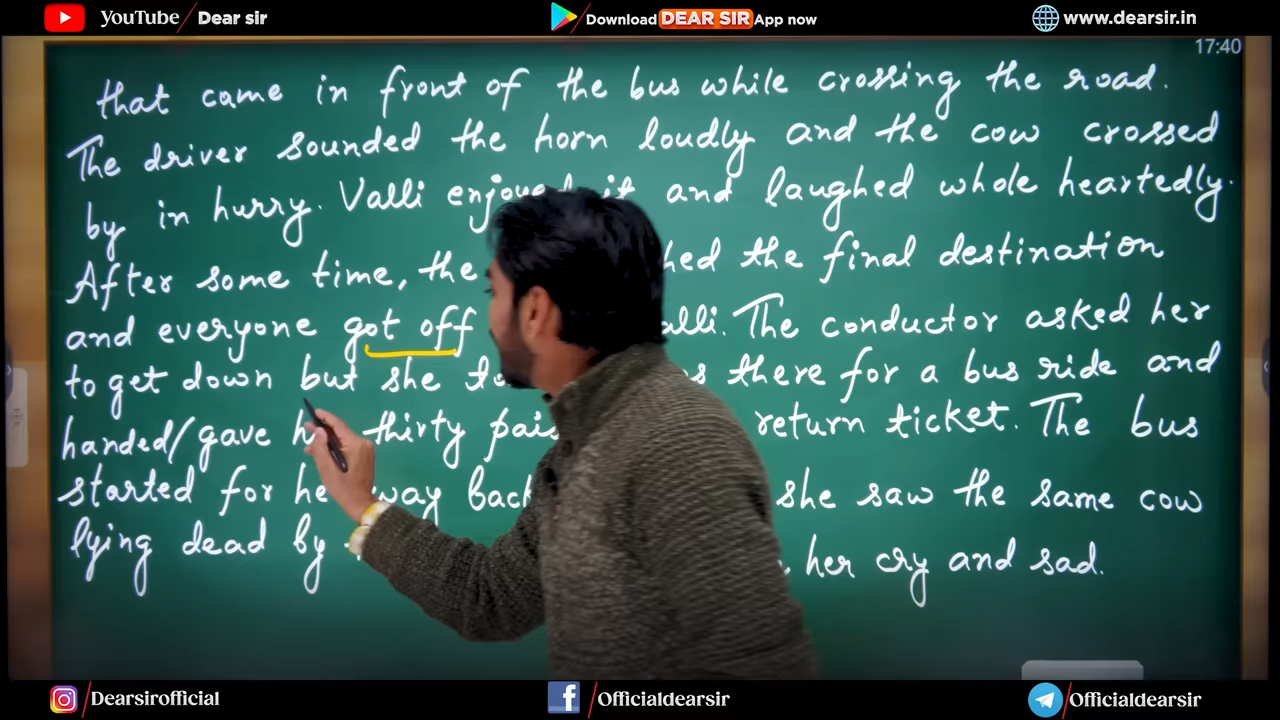 YouTube / Dear sir
Download DEAR SIR App now
www.dearsir.in
17:40
that came in front of the bus while crossing the road.
The driver sounded the horn loudly and the cow crossed
by in hurry. Valli enjoyed it and laughed whole heartedly.
After some time, the the final destination
and everyone got off The conductor asked her
to get down but she there for a bus ride and
handed/gave thirty return ticket. The bus
started for way back she saw the same cow
lying dead by her cry and sad.
Dearsirofficial
Officialdearsir
Officialdearsir